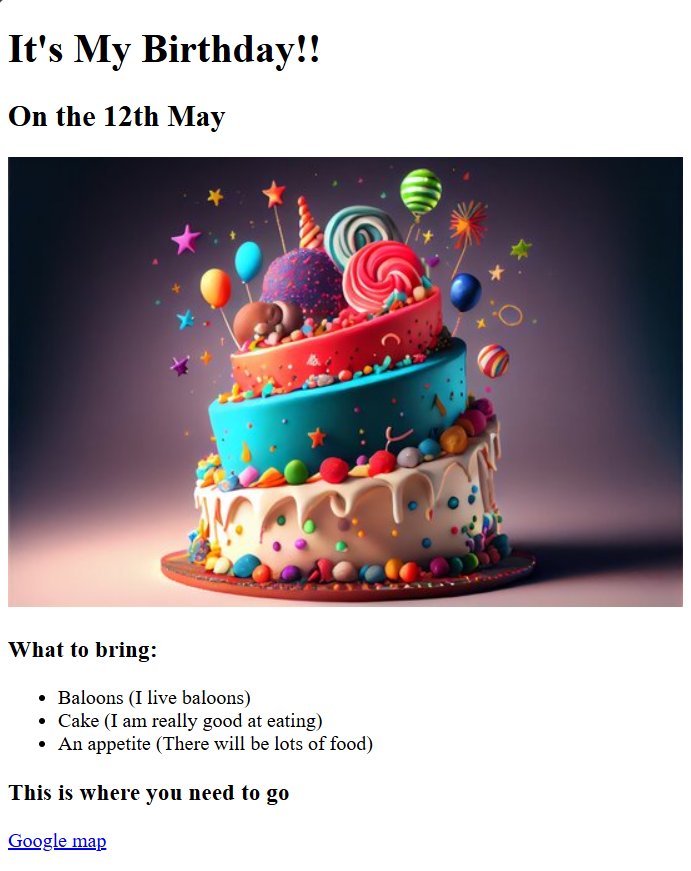 It's My Birthday!!
On the 12th May
What to bring:
Baloons (I live baloons)
Cake (I am really good at eating)
An appetite (There will be lots of food)
This is where you need to go
Google map